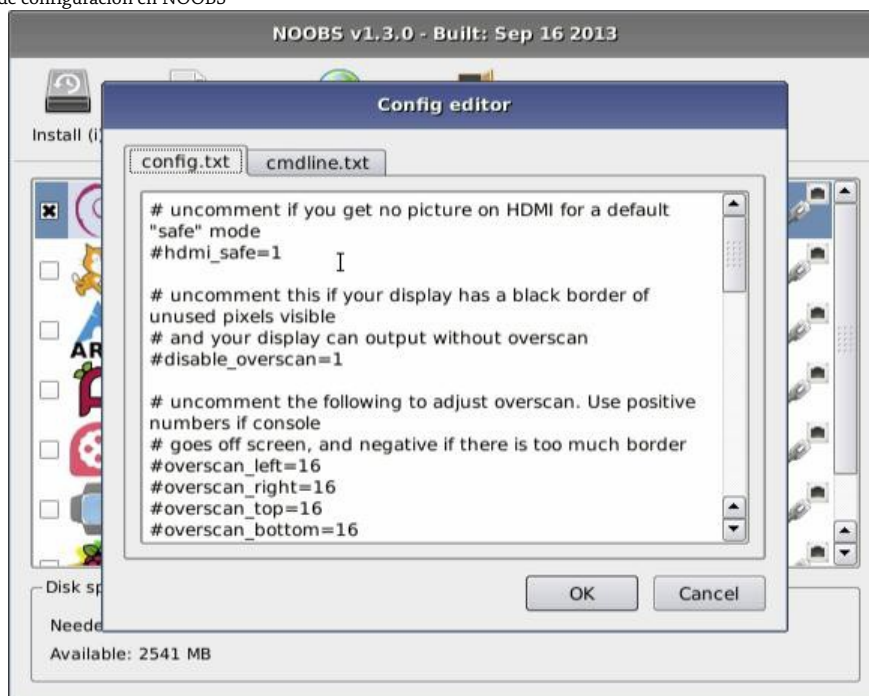 de configuración en NOOBS
NOOBS v1.3.0 - Built: Sep 16 2013
Install (i)
Config editor
config.txt
cmdline.txt
# uncomment if you get no picture on HDMI for a default
"safe" mode
#hdmi_safe=1
# uncomment this if your display has a black border of
unused pixels visible
# and your display can output without overscan
#disable_overscan=1
# uncomment the following to adjust overscan. Use positive
numbers if console
# goes off screen, and negative if there is too much border
#overscan_left=16
#overscan_right=16
#overscan_top=16
#overscan_bottom=16
AR
OK
Cancel
Disk sp
Neede
Available: 2541 MB